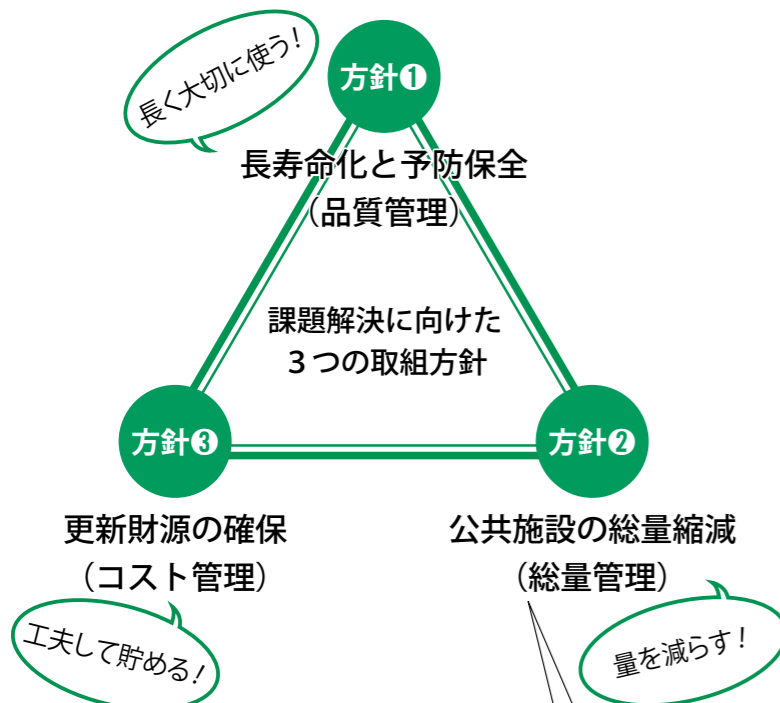 長く大切に使う！
方針❶
長寿命化と予防保全
（品質管理）
課題解決に向けた
３つの取組方針
方針❸
方針❷
更新財源の確保
（コスト管理）
公共施設の総量縮減
（総量管理）
工夫して貯める！
量を減らす！